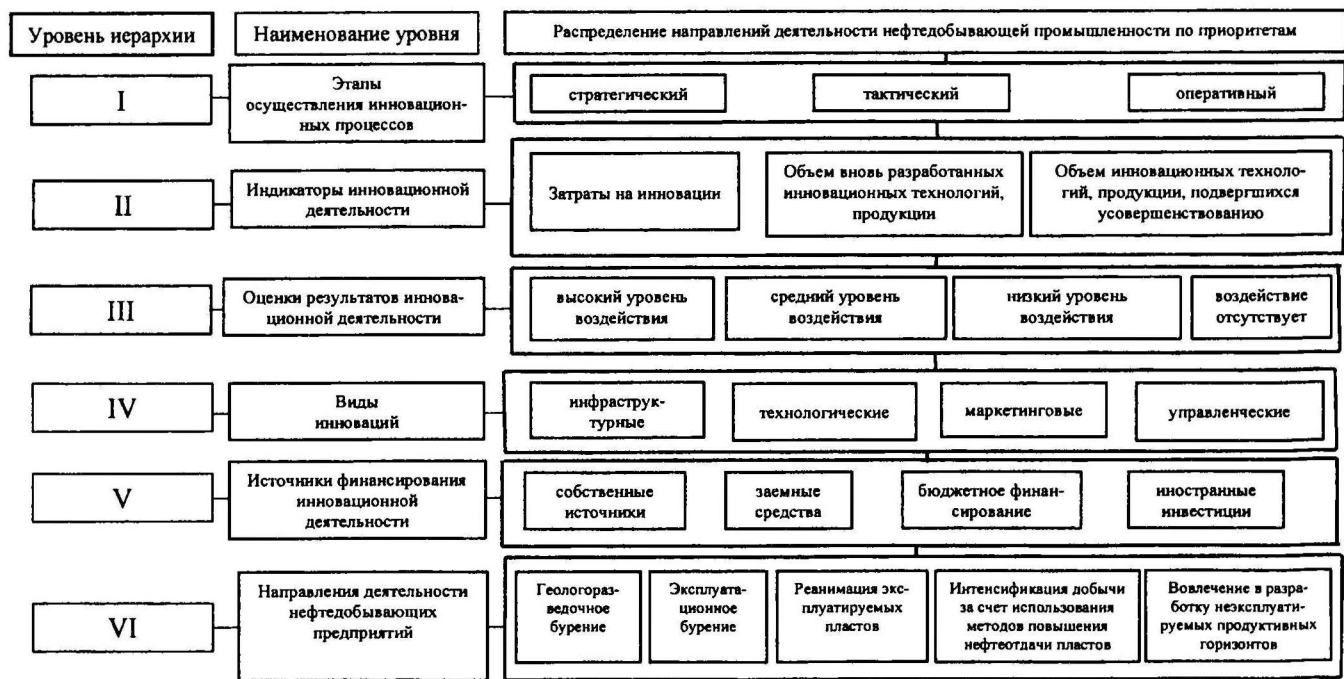 Уровень иерархии
Наименование уровня
Распределение направлений деятельности нефтедобывающей промышленности по приоритетам
I
Этапы
осуществления инновацион-
ных процессов
стратегический
тактический
оперативный
II
Индикаторы инновационной
деятельности
Затраты на инновации
Объем вновь разработанных
инновационных технологий,
продукции
Объем инновационных техноло-
гий, продукции, подвергшихся
усовершенствованию
III
Оценки результатов иннова-
ционной деятельности
высокий уровень
воздействия
средний уровень
воздействия
низкий уровень
воздействия
воздействие
отсутствует
IV
Виды
инноваций
инфраструк-
турные
технологические
маркетинговые
управленческие
V
Источники финансирования
инновационной
деятельности
собственные
источники
заемные
средства
бюджетное финан-
сирование
иностранные
инвестиции
VI
Направления деятельности
нефтедобывающих
предприятий
Геологораз-
ведочное
бурение
Эксплуата-
ционное
бурение
Реанимация экс-
плуатируемых
пластов
Интенсификация добычи
за счет использования
методов повышения
нефтеотдачи пластов
Вовлечение в разра-
ботку неэксплуати-
руемых продуктивных
горизонтов